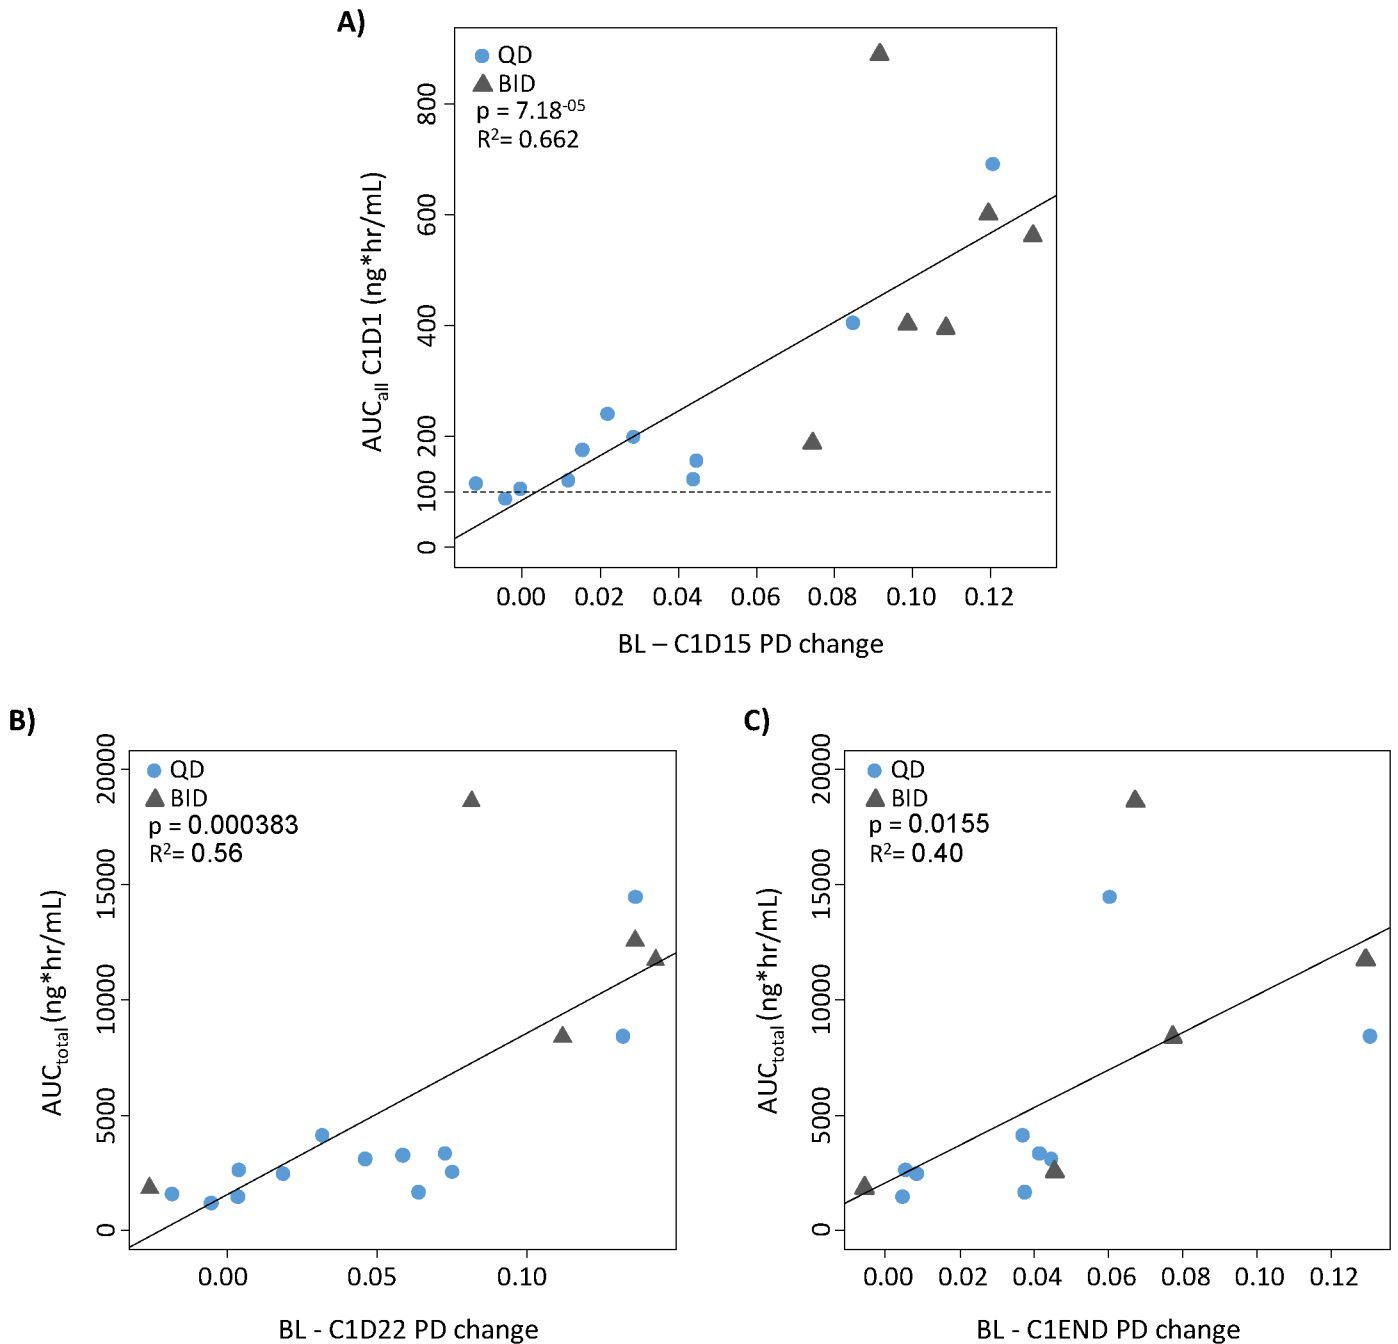 A)
QD
BID
p = 7.18⁻⁰⁵
R²= 0.662
AUCall C1D1 (ng*hr/mL)
800
600
400
200
100
0
0.00 0.02 0.04 0.06 0.08 0.10 0.12
BL – C1D15 PD change
B)
QD
BID
p = 0.000383
R²= 0.56
AUCtotal (ng*hr/mL)
20000
15000
10000
5000
0
0.00 0.05 0.10
BL - C1D22 PD change
C)
QD
BID
p = 0.0155
R²= 0.40
AUCtotal (ng*hr/mL)
20000
15000
10000
5000
0
0.00 0.02 0.04 0.06 0.08 0.10 0.12
BL - C1END PD change